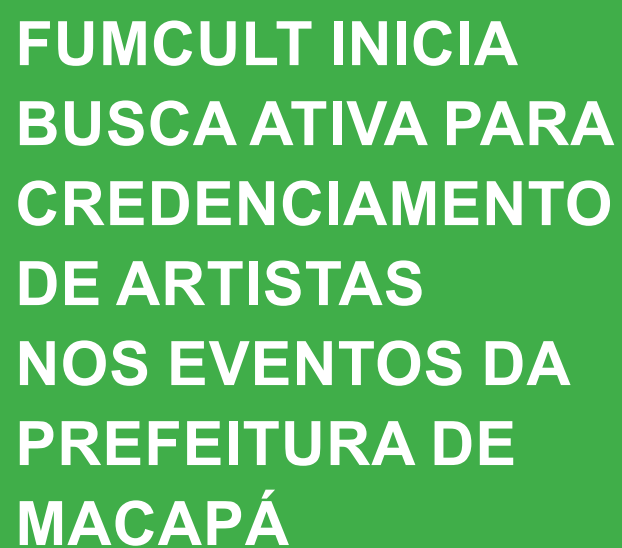 FUMCULT INICIA
BUSCA ATIVA PARA
CREDENCIAMENTO
DE ARTISTAS
NOS EVENTOS DA
PREFEITURA DE
MACAPÁ